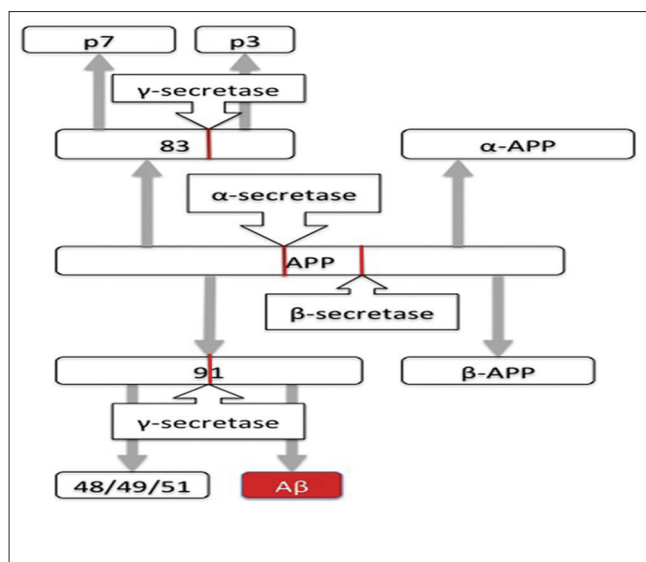 p7
p3
γ-secretase
83
α-APP
α-secretase
APP
β-secretase
91
β-APP
γ-secretase
48/49/51
Aβ